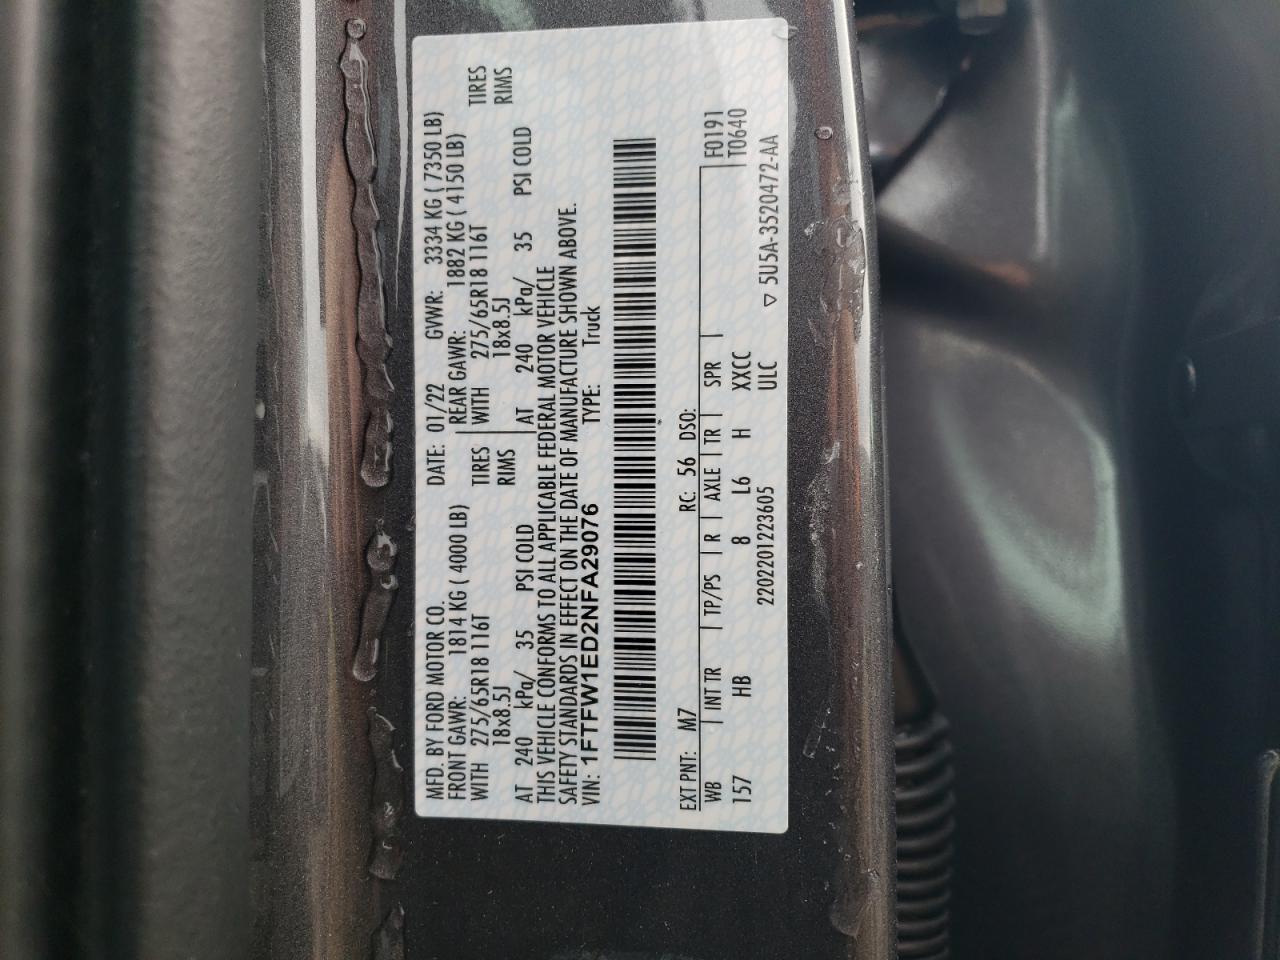 MFD. BY FORD MOTOR CO. DATE: 01/22 GVWR: 3334 KG ( 7350 LB)
FRONT GAWR: 1814 KG ( 4000 LB) REAR GAWR: 1882 KG ( 4150 LB)
WITH 275/65R18 116T TIRES WITH 275/65R18 116T TIRES
18x8.5J RIMS 18x8.5J RIMS
AT 240 kPa/ 35 PSI COLD AT 240 kPa/ 35 PSI COLD
THIS VEHICLE CONFORMS TO ALL APPLICABLE FEDERAL MOTOR VEHICLE
SAFETY STANDARDS IN EFFECT ON THE DATE OF MANUFACTURE SHOWN ABOVE.
VIN: 1FTFW1ED2NFA29076 TYPE: Truck
EXT PNT: M7 RC: 56 DSO:
WB INT TR TP/PS R AXLE TR SPR F0191
157 HB 8 L6 H XXCC T0640
2202201223605 ULC ▽ 5U5A-3520472-AA